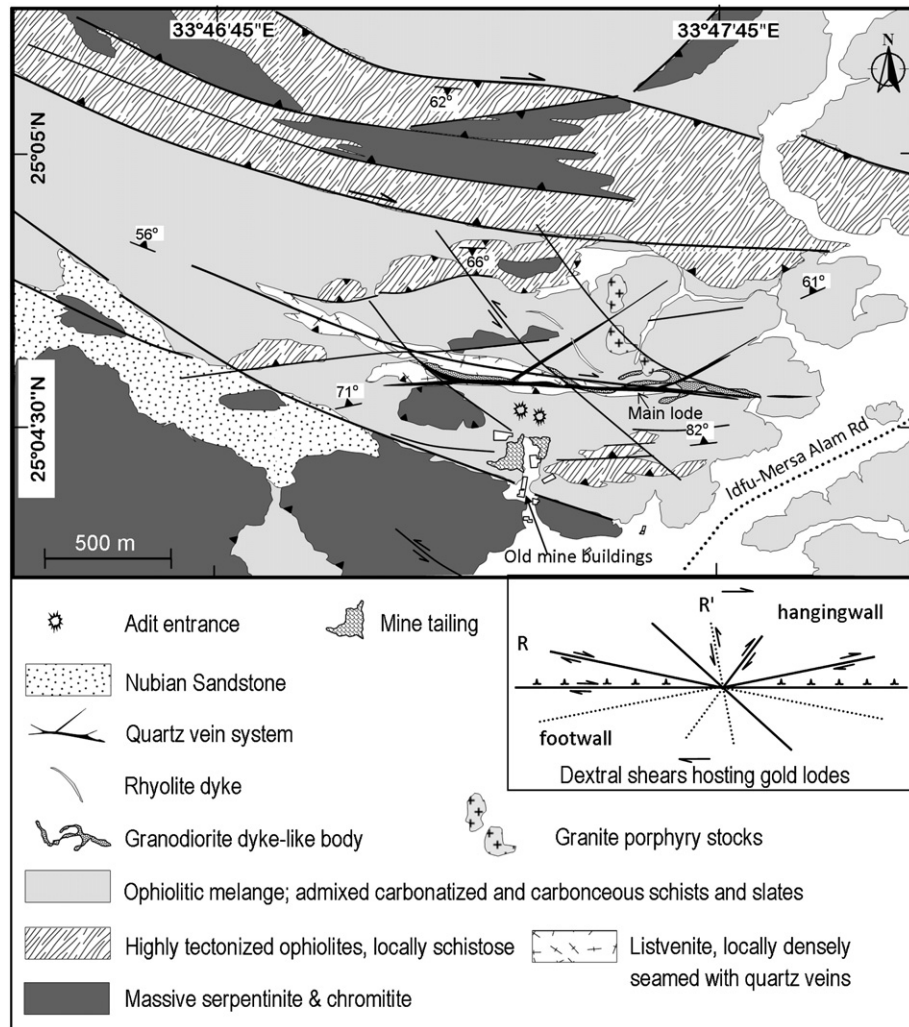 33°46'45"E
33°47'45"E
N
62°
25°05'N
56°
66°
61°
71°
Main lode
82°
25°04'30"N
Idfu-Mersa Alam Rd
500 m
Old mine buildings
Adit entrance
Mine tailing
Nubian Sandstone
Quartz vein system
Rhyolite dyke
Granodiorite dyke-like body
Granite porphyry stocks
Ophiolitic melange; admixed carbonatized and carbonceous schists and slates
Highly tectonized ophiolites, locally schistose
Listvenite, locally densely
seamed with quartz veins
Massive serpentinite & chromitite
R'
hangingwall
R
footwall
Dextral shears hosting gold lodes